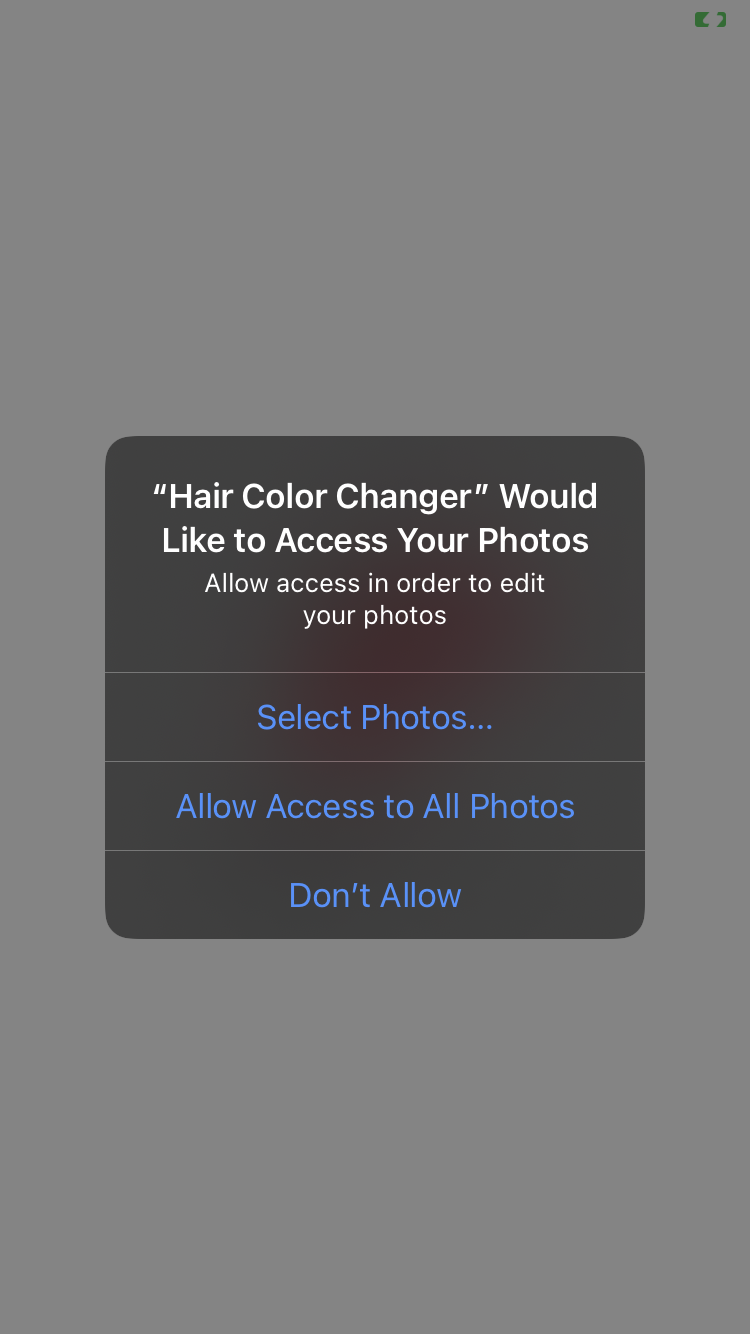 “Hair Color Changer” Would
Like to Access Your Photos
Allow access in order to edit
your photos
Select Photos...
Allow Access to All Photos
Don’t Allow